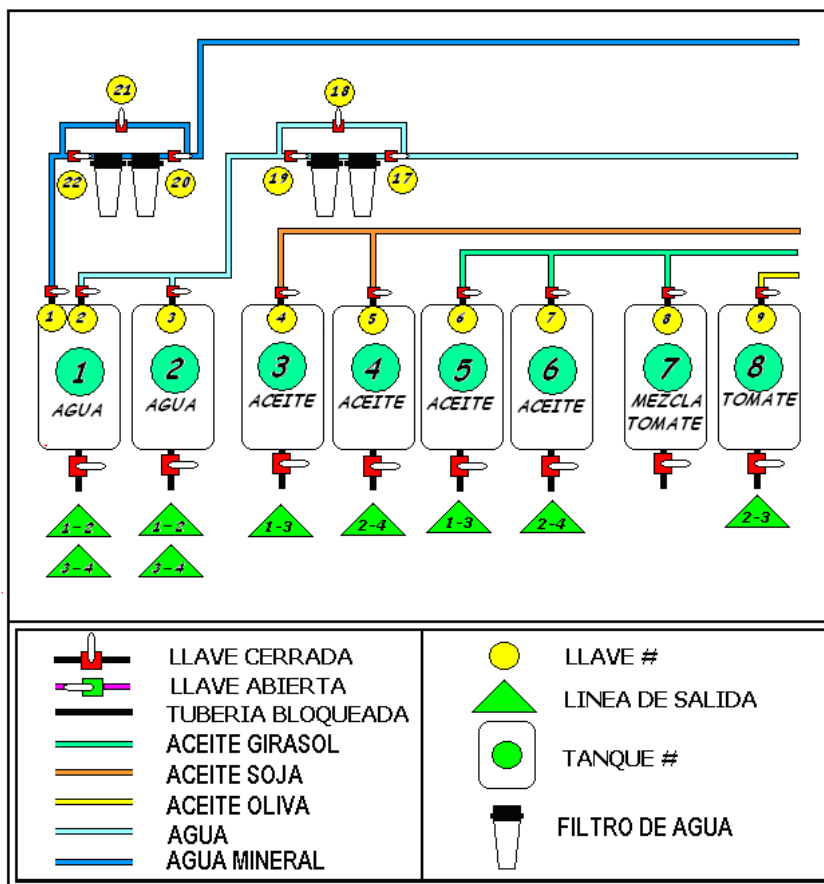 21
18
22
20
19
17
1
2
3
4
5
6
7
8
9
1
2
3
4
5
6
7
8
AGUA
AGUA
ACEITE
ACEITE
ACEITE
ACEITE
MEZCLA
TOMATE
TOMATE
1-2
1-2
1-3
2-4
1-3
2-4
2-3
3-4
3-4
LLAVE CERRADA
LLAVE ABIERTA
TUBERIA BLOQUEADA
ACEITE GIRASOL
ACEITE SOJA
ACEITE OLIVA
AGUA
AGUA MINERAL
LLAVE #
LINEA DE SALIDA
TANQUE #
FILTRO DE AGUA